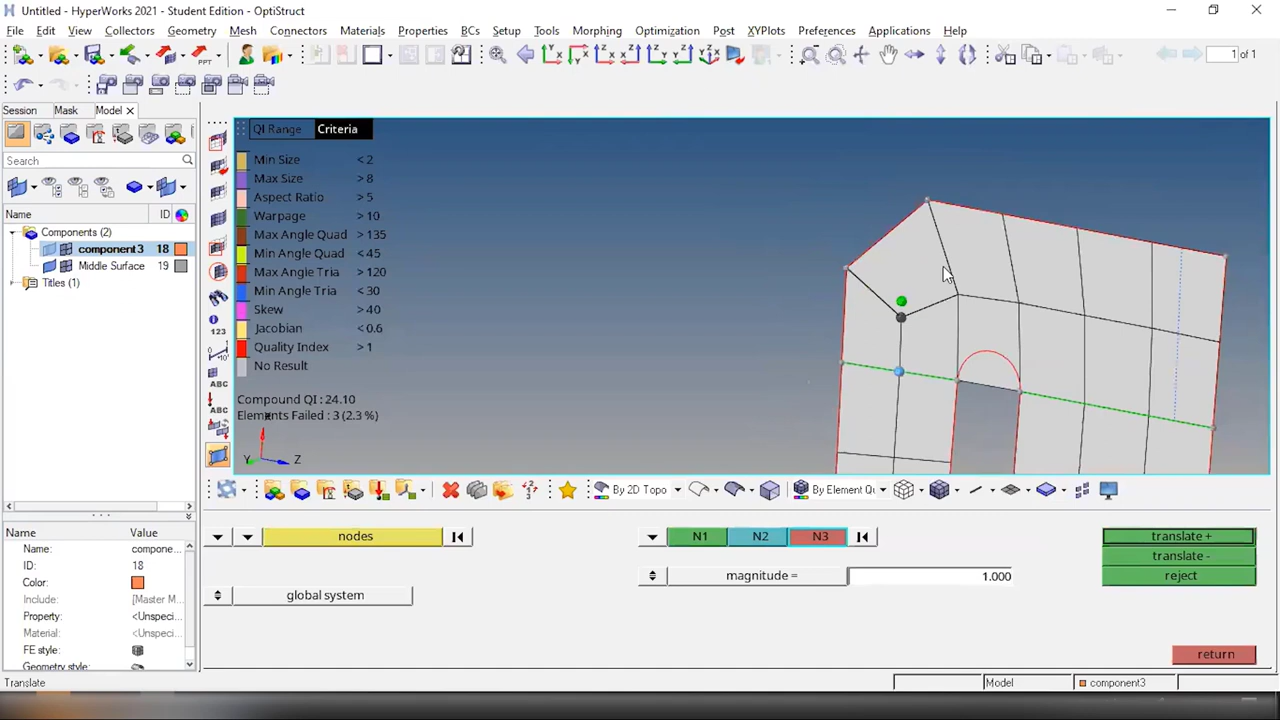 Untitled - HyperWorks 2021 - Student Edition - OptiStruct
File Edit View Collectors Geometry Mesh Connectors Materials Properties BCs Setup Tools Morphing Optimization Post XYPlots Preferences Applications Help
PPT
1 of 1
Session Mask Model
QI Range Criteria
Search
Min Size < 2
Max Size > 8
Aspect Ratio > 5
Warpage > 10
Max Angle Quad > 135
Min Angle Quad < 45
Max Angle Tria > 120
Min Angle Tria < 30
Skew > 40
Jacobian < 0.6
Quality Index > 1
No Result
Compound QI : 24.10
Elements Failed : 3 (2.3 %)
X
Y
Z
Name ID
Components (2)
component3 18
Middle Surface 19
Titles (1)
123
ABC
ABC
By 2D Topo
By Element Qu
Name Value
Name: compone...
ID: 18
Color:
Include: [Master M...
Property: <Unspeci...
Material: <Unspeci...
FE style:
Geometry style:
nodes
N1 N2 N3
magnitude = 1.000
global system
translate +
translate -
reject
return
Translate
Model
component3